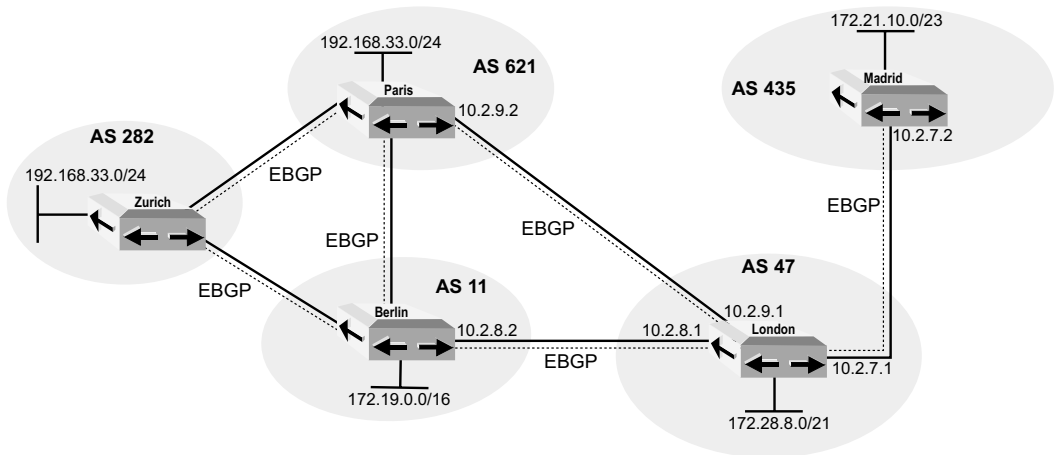 172.21.10.0/23
192.168.33.0/24
AS 621
Madrid
Paris
AS 435
10.2.9.2
10.2.7.2
AS 282
192.168.33.0/24
EBGP
Zurich
EBGP
EBGP
EBGP
AS 47
EBGP
AS 11
Berlin
10.2.9.1
10.2.8.2
10.2.8.1
London
EBGP
10.2.7.1
172.19.0.0/16
172.28.8.0/21